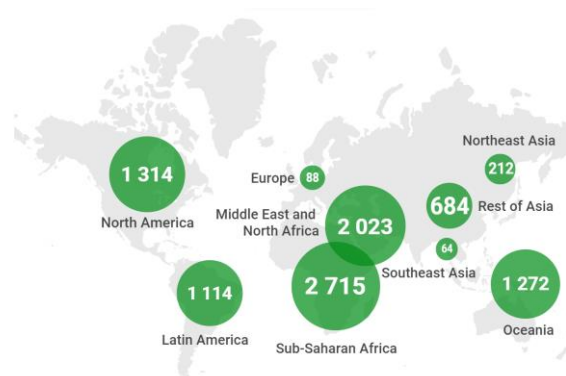 1 314
North America
Europe
88
Northeast Asia
212
684
Rest of Asia
Middle East and
North Africa
2 023
64
Southeast Asia
2 715
Sub-Saharan Africa
1 114
Latin America
1 272
Oceania